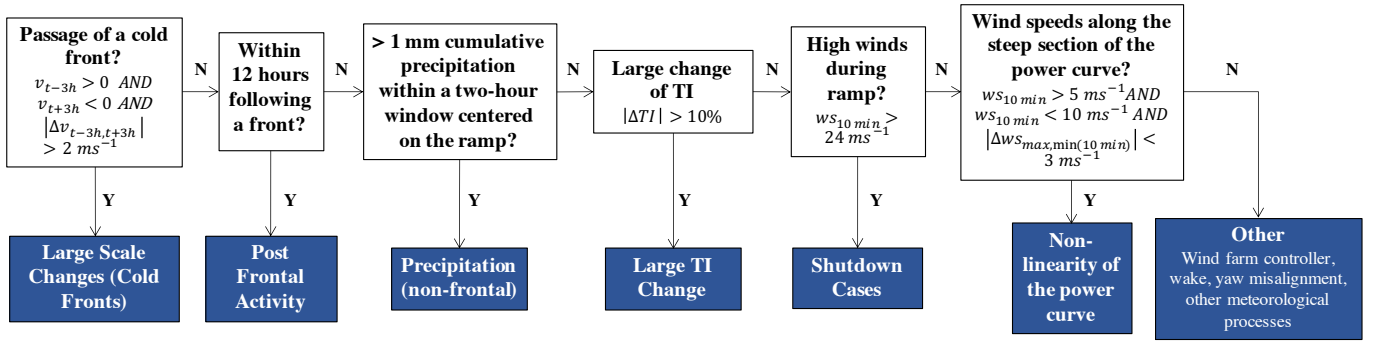 Passage of a cold
front?
v_{t−3h} > 0 AND
v_{t+3h} < 0 AND
|Δv_{t−3h,t+3h}|
> 2 ms⁻¹
N
Within
12 hours
following
a front?
N
> 1 mm cumulative
precipitation
within a two-hour
window centered
on the ramp?
N
Large change
of TI
|ΔTI| > 10%
N
High winds
during
ramp?
ws_{10 min} >
24 ms⁻¹
N
Wind speeds along the
steep section of the
power curve?
ws_{10 min} > 5 ms⁻¹AND
ws_{10 min} < 10 ms⁻¹ AND
|Δws_{max,min(10 min)}| <
3 ms⁻¹
N
Y
Y
Y
Y
Y
Y
Large Scale
Changes (Cold
Fronts)
Post
Frontal
Activity
Precipitation
(non-frontal)
Large TI
Change
Shutdown
Cases
Non-
linearity of
the power
curve
Other
Wind farm controller,
wake, yaw misalignment,
other meteorological
processes